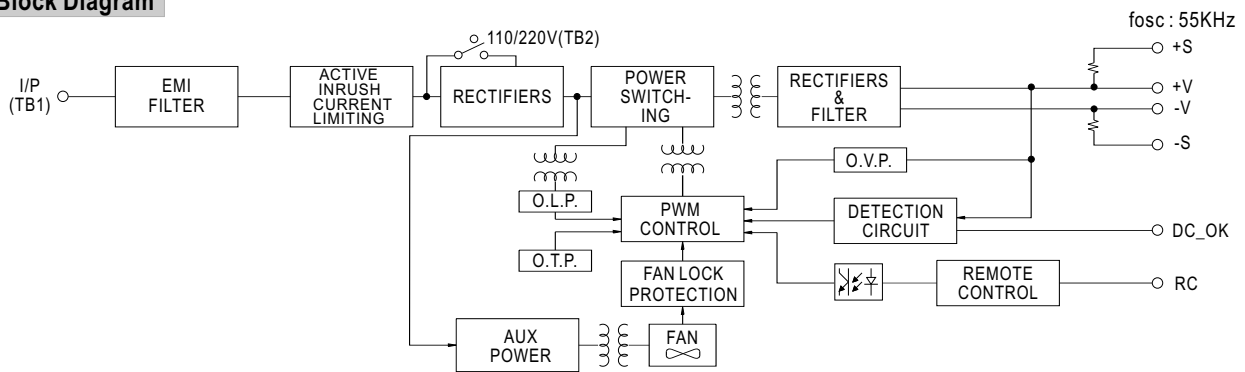 Block Diagram
fosc : 55KHz
110/220V(TB2)
+S
I/P
(TB1)
EMI
FILTER
ACTIVE
INRUSH
CURRENT
LIMITING
RECTIFIERS
POWER
SWITCH-
ING
RECTIFIERS
&
FILTER
+V
-V
-S
O.V.P.
O.L.P.
PWM
CONTROL
DETECTION
CIRCUIT
DC_OK
O.T.P.
FAN LOCK
PROTECTION
REMOTE
CONTROL
RC
AUX
POWER
FAN